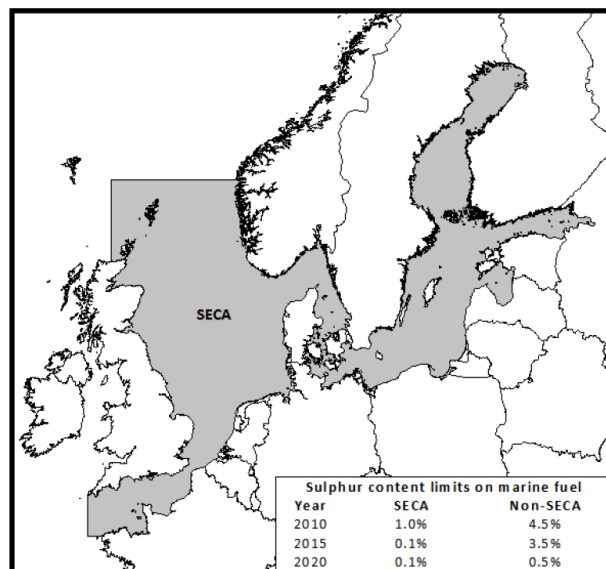 SECA
Sulphur content limits on marine fuel
Year SECA Non-SECA
2010 1.0% 4.5%
2015 0.1% 3.5%
2020 0.1% 0.5%